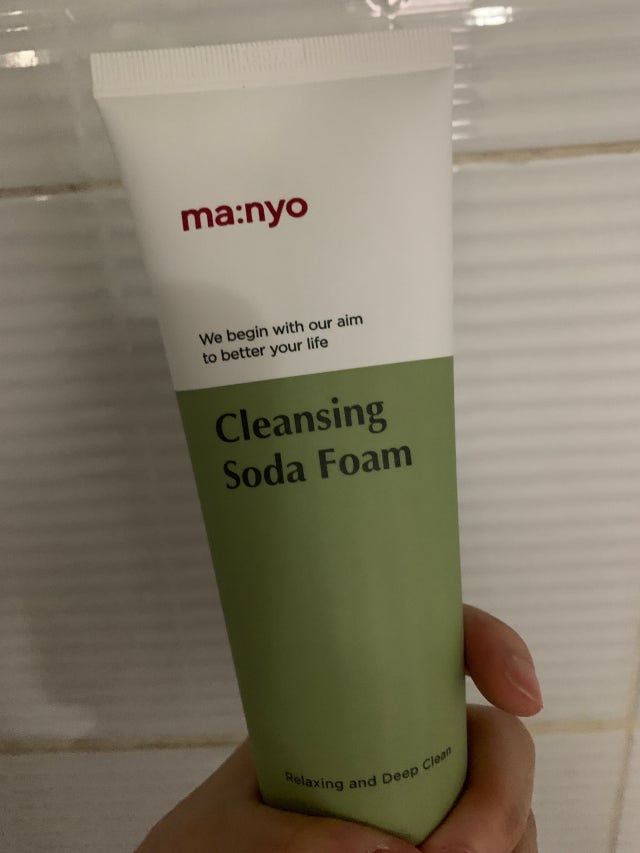 ma:nyo
We begin with our aim
to better your life
Cleansing
Soda Foam
Relaxing and Deep Clean